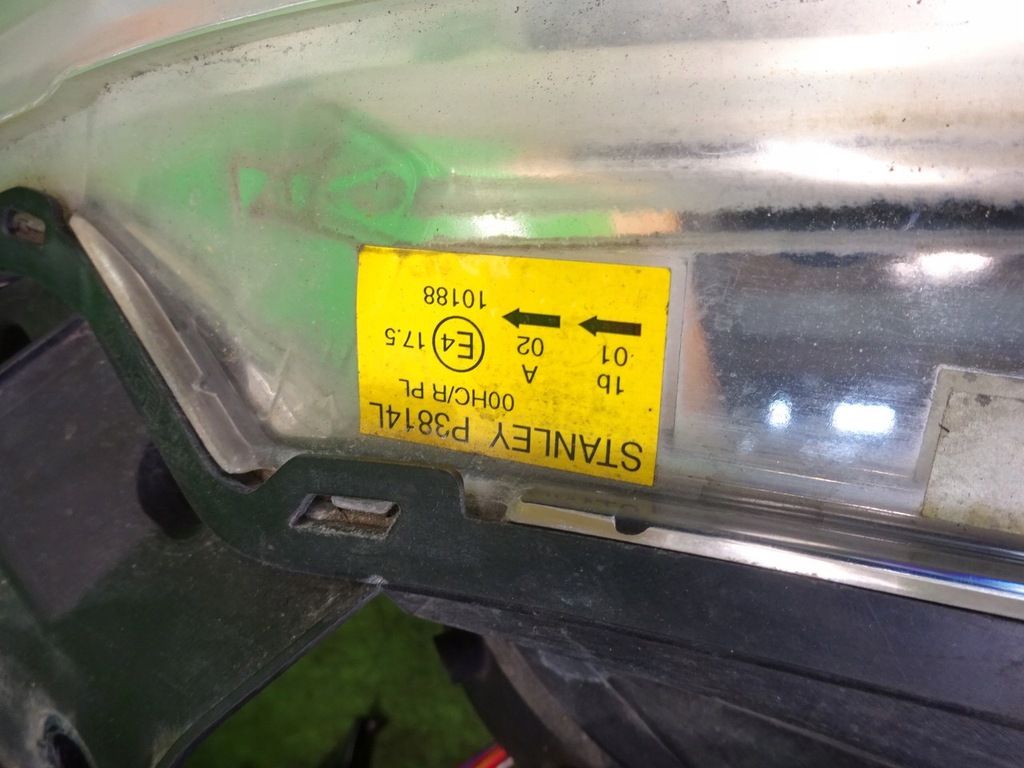 STANLEY P3814L
00HC/R PL
1b A
01 02 E4 17.5
10188